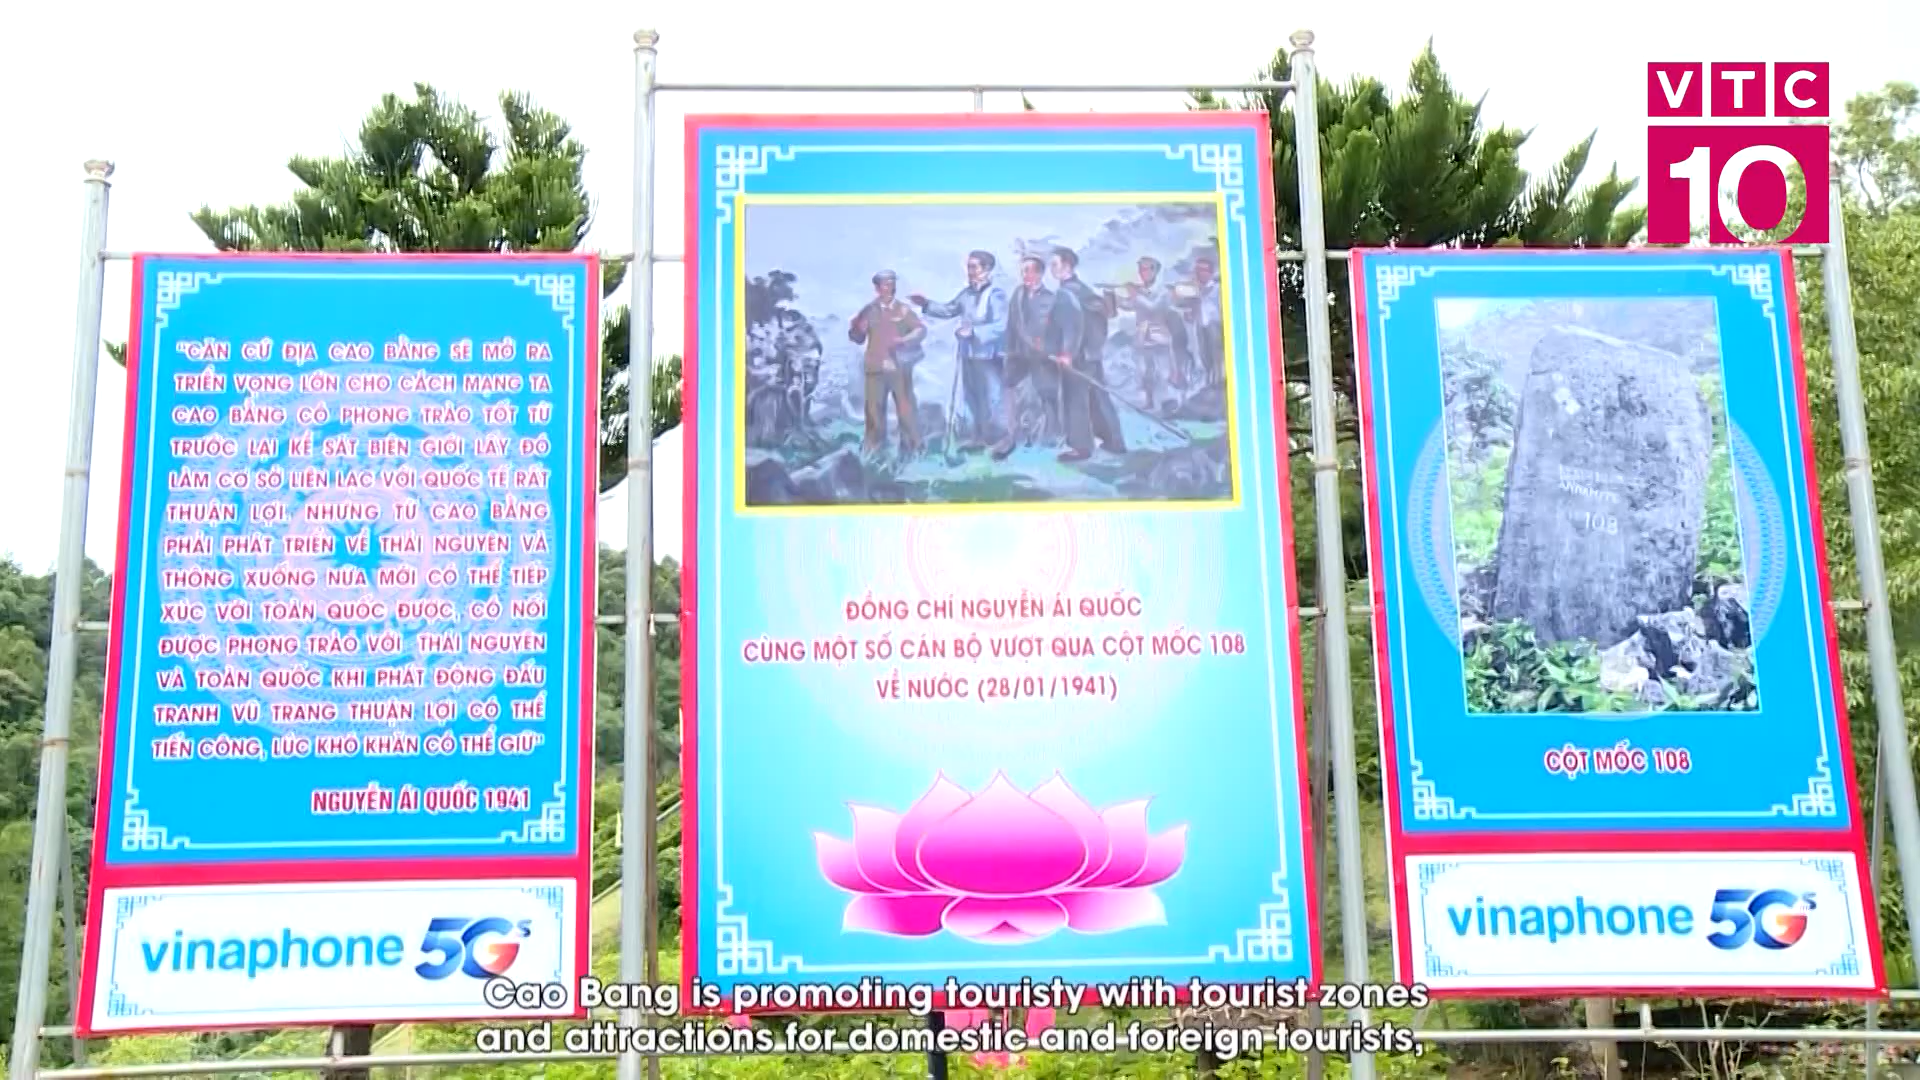 VTC
10
"CĂN CỨ ĐỊA CAO BẰNG SẼ MỞ RA
TRIỂN VỌNG LỚN CHO CÁCH MẠNG TA
CAO BẰNG CÓ PHONG TRÀO TỐT TỪ
TRƯỚC LẠI KỀ SÁT BIÊN GIỚI LẤY ĐÓ
LÀM CƠ SỞ LIÊN LẠC VỚI QUỐC TẾ RẤT
THUẬN LỢI. NHƯNG TỪ CAO BẰNG
PHẢI PHÁT TRIỂN VỀ THÁI NGUYÊN VÀ
THÔNG XUỐNG NỮA MỚI CÓ THỂ TIẾP
XÚC VỚI TOÀN QUỐC ĐƯỢC, CÓ NỐI
ĐƯỢC PHONG TRÀO VỚI THÁI NGUYÊN
VÀ TOÀN QUỐC KHI PHÁT ĐỘNG ĐẤU
TRANH VŨ TRANG THUẬN LỢI CÓ THỂ
TIẾN CÔNG, LÚC KHÓ KHĂN CÓ THỂ GIỮ"
NGUYỄN ÁI QUỐC 1941
vinaphone 5Gs
ĐỒNG CHÍ NGUYỄN ÁI QUỐC
CÙNG MỘT SỐ CÁN BỘ VƯỢT QUA CỘT MỐC 108
VỀ NƯỚC (28/01/1941)
108
CỘT MỐC 108
vinaphone 5Gs
Cao Bang is promoting touristy with tourist zones
and attractions for domestic and foreign tourists,